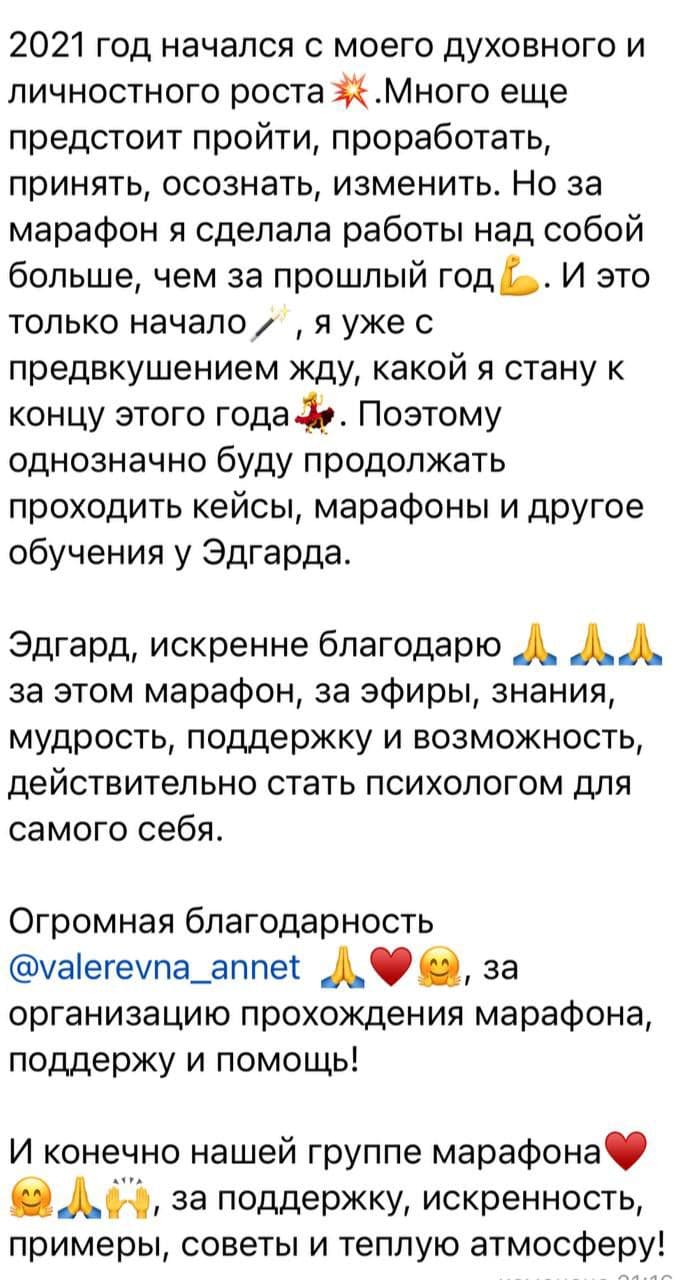 2021 год начался с моего духовного и
личностного роста💥.Много еще
предстоит пройти, проработать,
принять, осознать, изменить. Но за
марафон я сделала работы над собой
больше, чем за прошлый год💪. И это
только начало🪄, я уже с
предвкушением жду, какой я стану к
концу этого года💃. Поэтому
однозначно буду продолжать
проходить кейсы, марафоны и другое
обучения у Эдгарда.
Эдгард, искренне благодарю 🙏 🙏🙏
за этом марафон, за эфиры, знания,
мудрость, поддержку и возможность,
действительно стать психологом для
самого себя.
Огромная благодарность
@valerevna_annet 🙏♥️🤗, за
организацию прохождения марафона,
поддержу и помощь!
И конечно нашей группе марафона♥️
🤗🙏🙌, за поддержку, искренность,
примеры, советы и теплую атмосферу!